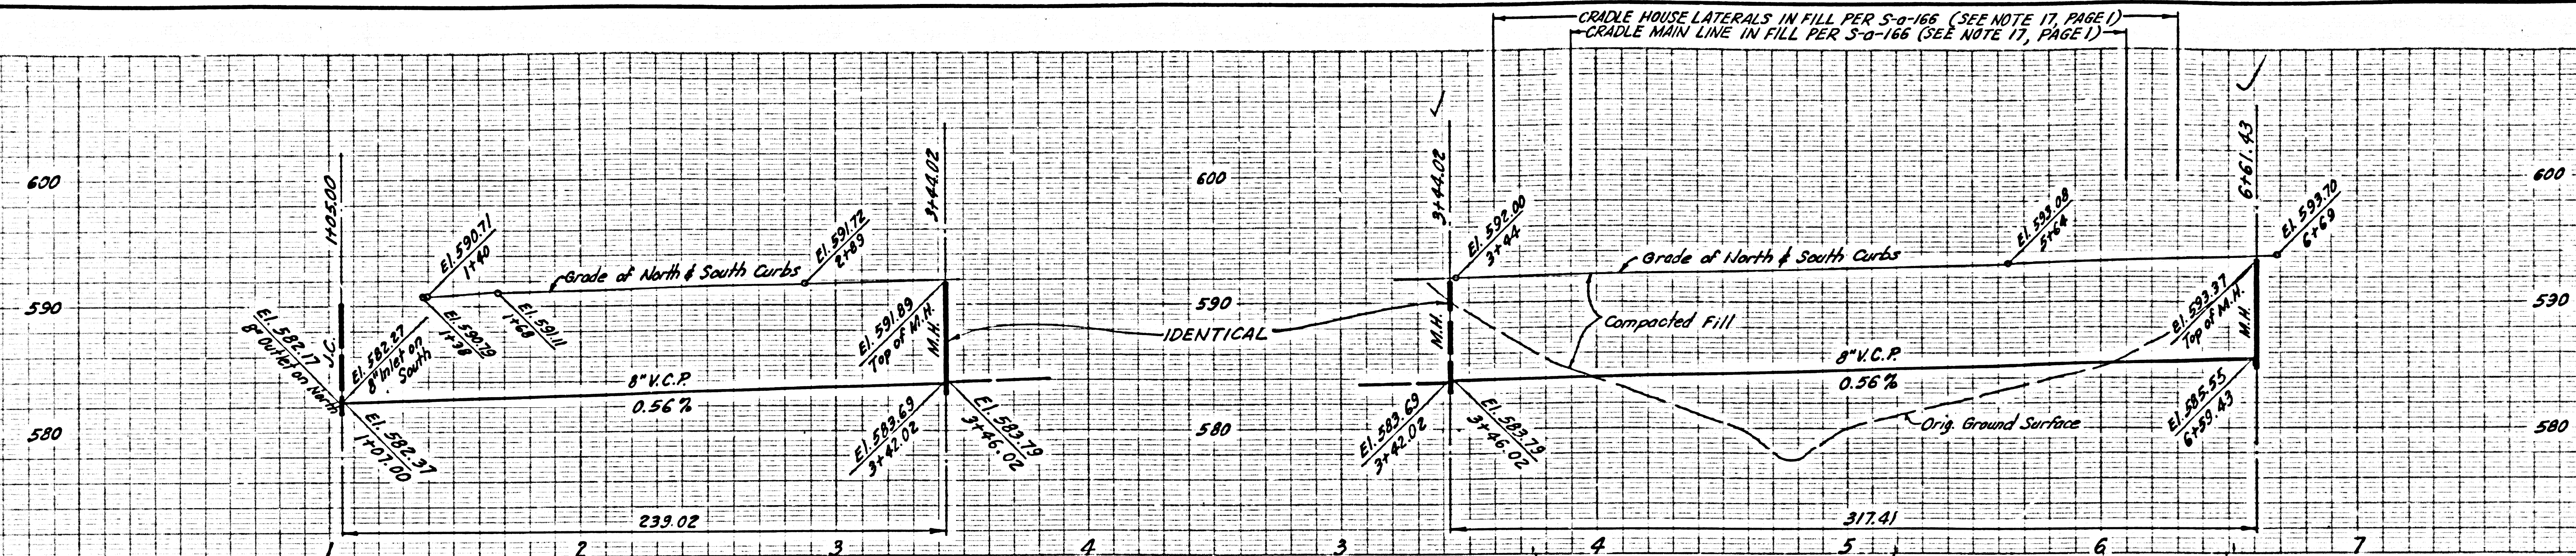 CRADLE HOUSE LATERALS IN FILL PER S-a-166 (SEE NOTE 17, PAGE 1)
CRADLE MAIN LINE IN FILL PER S-a-166 (SEE NOTE 17, PAGE 1)
600
1+05.00
3+44.02
600
3+44.02
6+61.43
600
El. 590.71
1+40
El. 591.72
2+89
El. 592.00
3+44
El. 593.08
5+64
El. 593.70
6+69
Grade of North & South Curbs
Grade of North & South Curbs
590
590
590
El. 582.17
8" Outlet on North
J.C.
El. 582.27
8" Inlet on
South
El. 590.79
1+38
El. 591.11
1+68
El. 591.89
Top of M.H.
M.H.
IDENTICAL
M.H.
Compacted Fill
El. 593.37
Top of M.H.
M.H.
8" V.C.P.
0.56 %
8" V.C.P.
0.56 %
580
580
580
El. 582.37
1+07.00
El. 583.69
3+42.02
El. 583.79
3+46.02
El. 583.69
3+42.02
El. 583.79
3+46.02
Orig. Ground Surface
El. 585.55
6+59.43
239.02
317.41
1 2 3 4 3 4 5 6 7